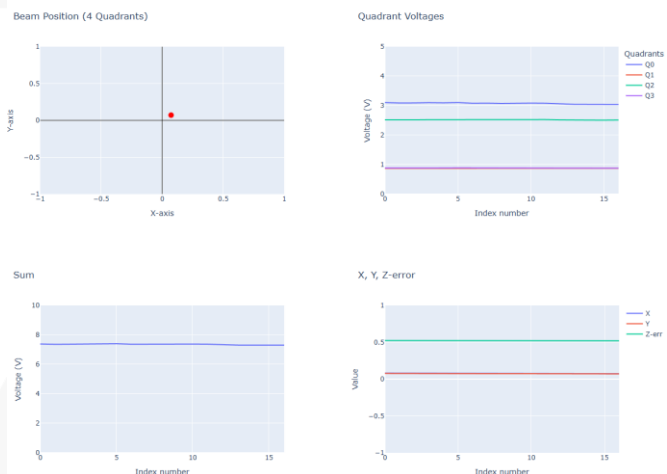 Beam Position (4 Quadrants)
1
0.5
0
−0.5
−1
−1
−0.5
0
0.5
1
Y-axis
X-axis
Quadrant Voltages
5
4
3
2
1
0
0
5
10
15
Voltage (V)
Index number
Quadrants
Q0
Q1
Q2
Q3
Sum
10
8
6
4
2
0
0
5
10
15
Voltage (V)
Index number
X, Y, Z-error
1
0.5
0
−0.5
−1
0
5
10
15
Value
Index number
X
Y
Z-err